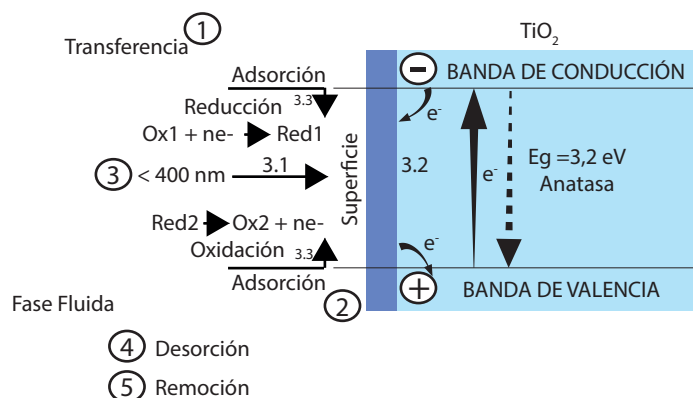 TiO2
1
Transferencia
Adsorción
− BANDA DE CONDUCCIÓN
Reducción 3.3
e-
Ox1 + ne- Red1
3 < 400 nm 3.1
Superficie
3.2
e-
Eg =3,2 eV
Anatasa
Red2 Ox2 + ne-
Oxidación 3.3
e-
Adsorción
+ BANDA DE VALENCIA
2
Fase Fluida
4 Desorción
5 Remoción